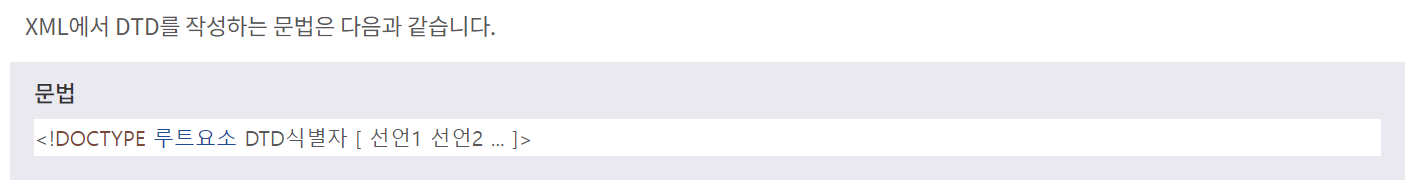 XML에서 DTD를 작성하는 문법은 다음과 같습니다.
문법
<!DOCTYPE 루트요소 DTD식별자 [ 선언1 선언2 ... ]>